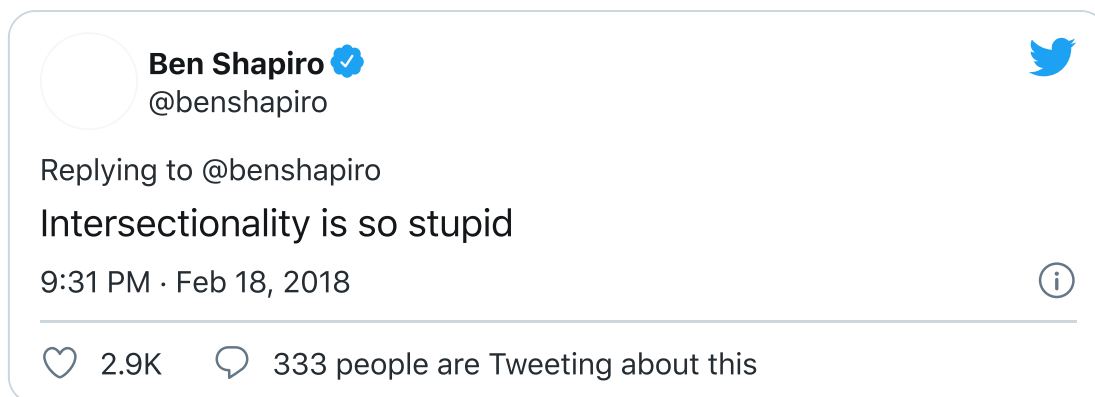 Ben Shapiro
@benshapiro
Replying to @benshapiro
Intersectionality is so stupid
9:31 PM · Feb 18, 2018
2.9K 333 people are Tweeting about this